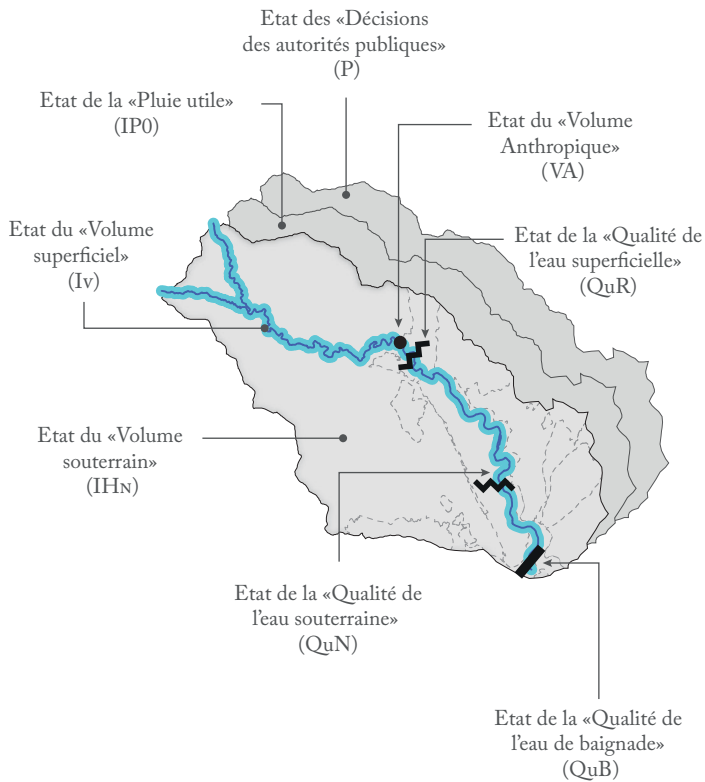 Etat des «Décisions
des autorités publiques»
(P)
Etat de la «Pluie utile»
(IP0)
Etat du «Volume
Anthropique»
(VA)
Etat du «Volume
superficiel»
(Iv)
Etat de la «Qualité de
l'eau superficielle»
(QuR)
Etat du «Volume
souterrain»
(IHN)
Etat de la «Qualité de
l'eau souterraine»
(QuN)
Etat de la «Qualité de
l'eau de baignade»
(QuB)